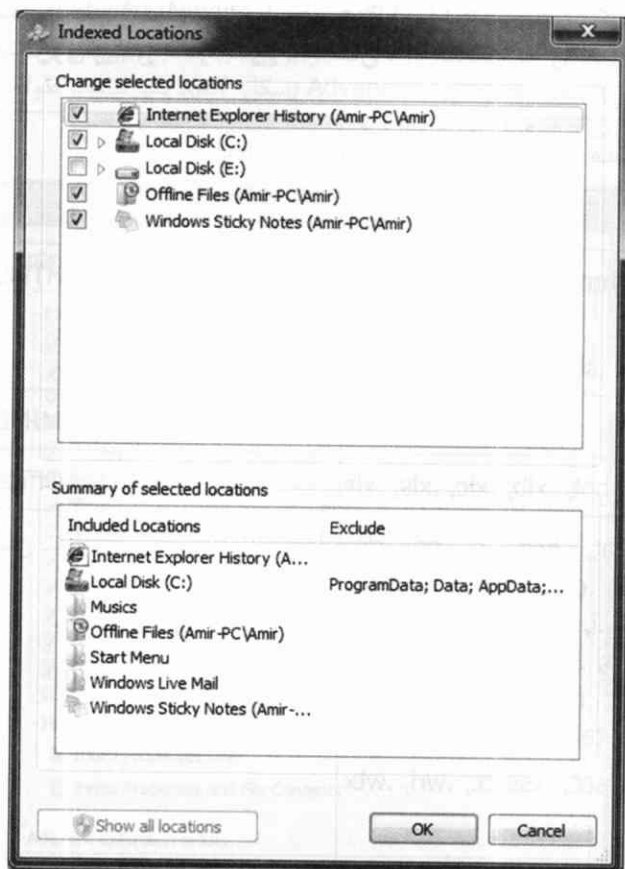 Indexed Locations
Change selected locations
Internet Explorer History (Amir-PC\Amir)
Local Disk (C:)
Local Disk (E:)
Offline Files (Amir-PC\Amir)
Windows Sticky Notes (Amir-PC\Amir)
Summary of selected locations
Included Locations Exclude
Internet Explorer History (A...
Local Disk (C:) ProgramData; Data; AppData;...
Musics
Offline Files (Amir-PC\Amir)
Start Menu
Windows Live Mail
Windows Sticky Notes (Amir-...
Show all locations OK Cancel